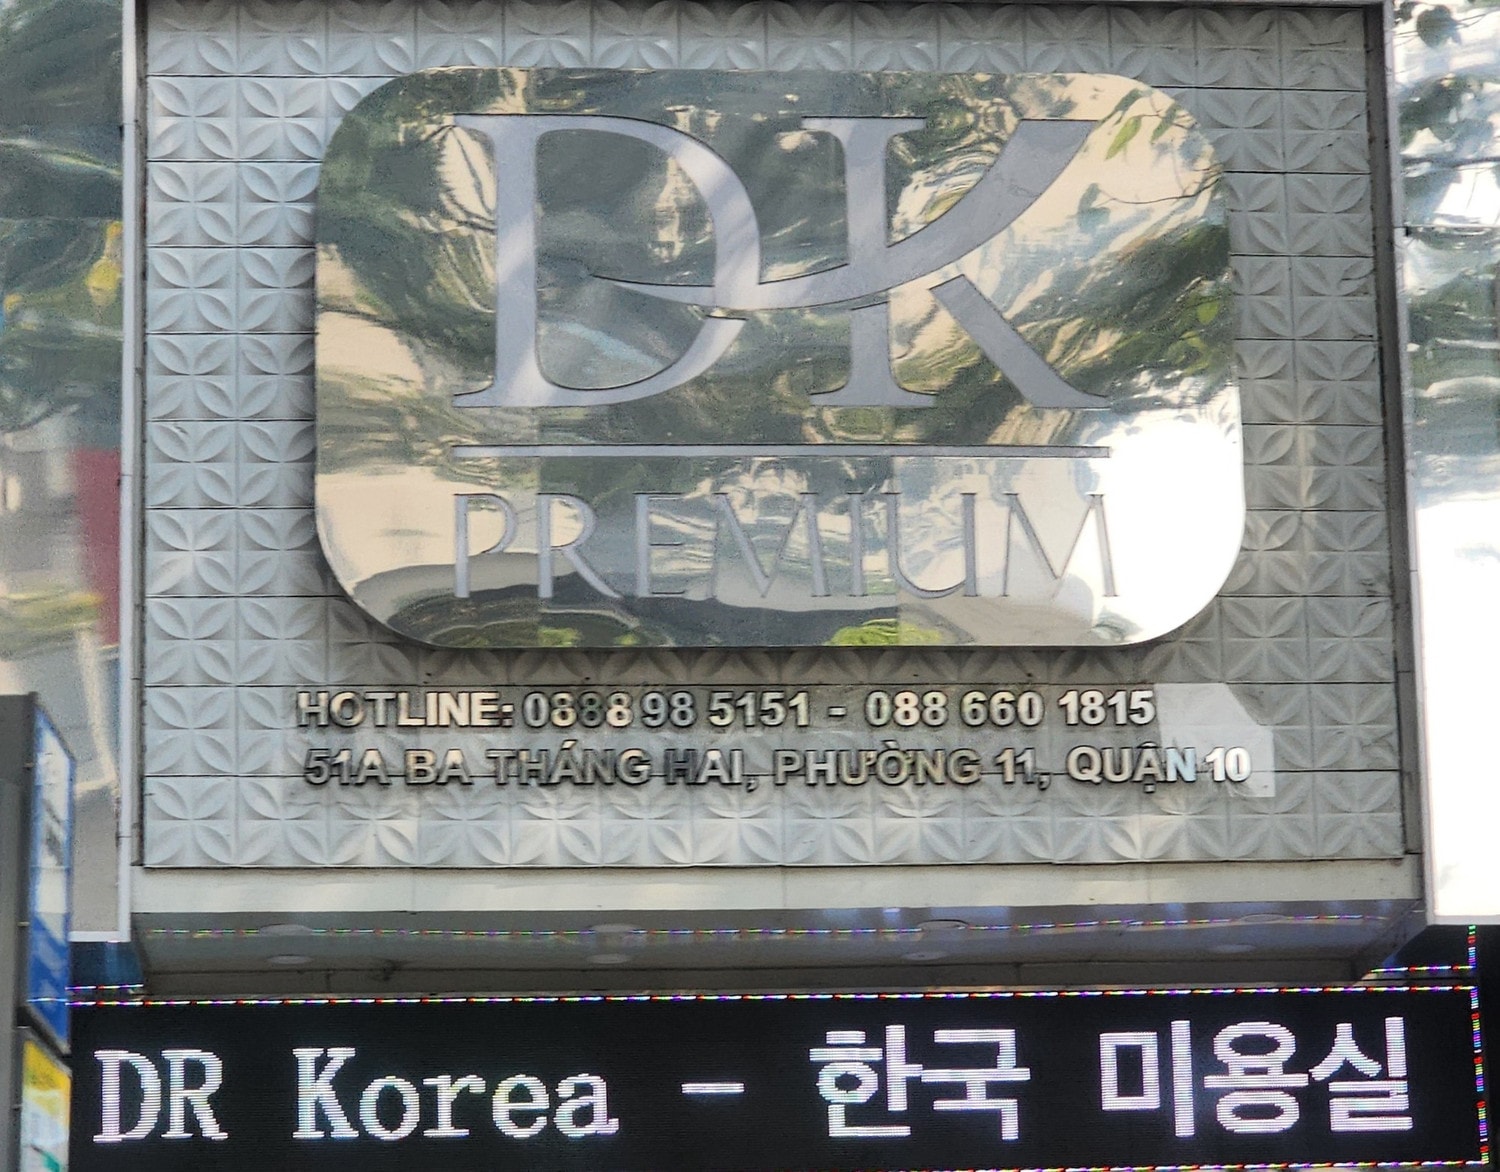 DK
PREMIUM
HOTLINE: 0888 98 5151 - 088 660 1815
51A BA THÁNG HAI, PHƯỜNG 11, QUẬN 10
DR Korea - 한국 미용실